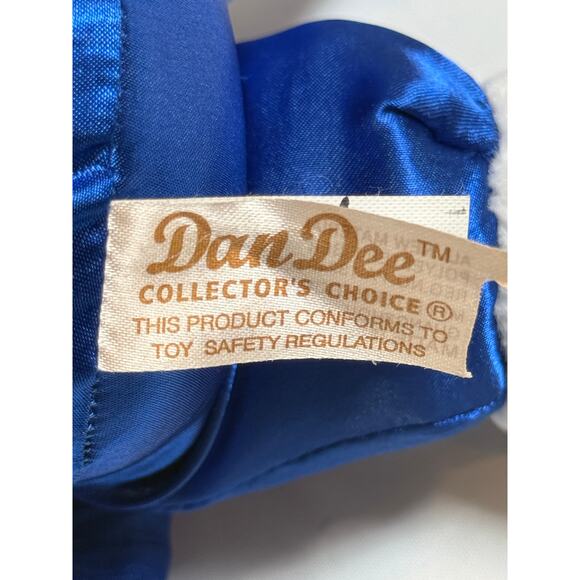 Dan Dee™
COLLECTOR'S CHOICE®
THIS PRODUCT CONFORMS TO
TOY SAFETY REGULATIONS